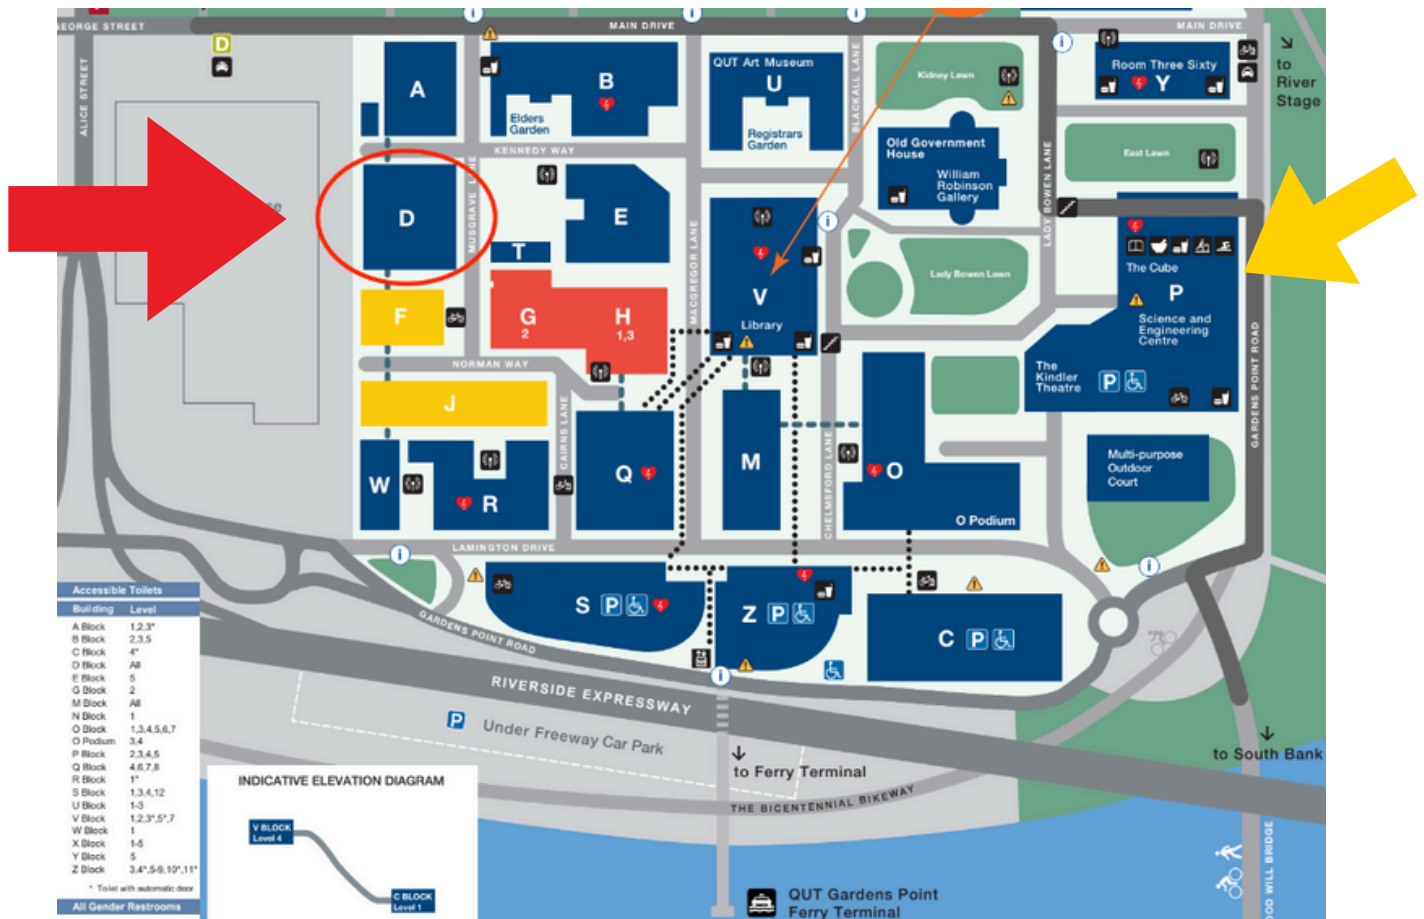 GEORGE STREET
MAIN DRIVE
MAIN DRIVE
to
River
Stage
D
ALICE STREET
A
B
Elders
Garden
QUT Art Museum
U
Registrars
Garden
BLACKALL LANE
Kidney Lawn
Room Three Sixty
Y
KENNEDY WAY
Old Government
House
William
Robinson
Gallery
East Lawn
LADY BOWEN LANE
D
MUSGRAVE LANE
E
T
MACGREGOR LANE
V
Library
Lady Bowen Lawn
The Cube
P
Science and
Engineering
Centre
The
Kindler
Theatre
P
GARDENS POINT ROAD
F
G
2
H
1,3
NORMAN WAY
J
CAIRNS LANE
W
R
Q
M
CHELMSFORD LANE
O
O Podium
Multi-purpose
Outdoor
Court
LAMINGTON DRIVE
S P
Z P
C P
GARDENS POINT ROAD
RIVERSIDE EXPRESSWAY
P Under Freeway Car Park
to Ferry Terminal
to South Bank
THE BICENTENNIAL BIKEWAY
OOD WILL BRIDGE
QUT Gardens Point
Ferry Terminal
Accessible Toilets
Building Level
A Block 1,2,3*
B Block 2,3,5
C Block 4*
D Block All
E Block 5
G Block 2
M Block All
N Block 1
O Block 1,3,4,5,6,7
O Podium 3,4
P Block 2,3,4,5
Q Block 4,6,7,8
R Block 1*
S Block 1,3,4,12
U Block 1-3
V Block 1,2,3*,5*,7
W Block 1
X Block 1-5
Y Block 5
Z Block 3,4*,5-9,10*,11*
* Toilet with automatic door
All Gender Restrooms
INDICATIVE ELEVATION DIAGRAM
V BLOCK
Level 4
C BLOCK
Level 1